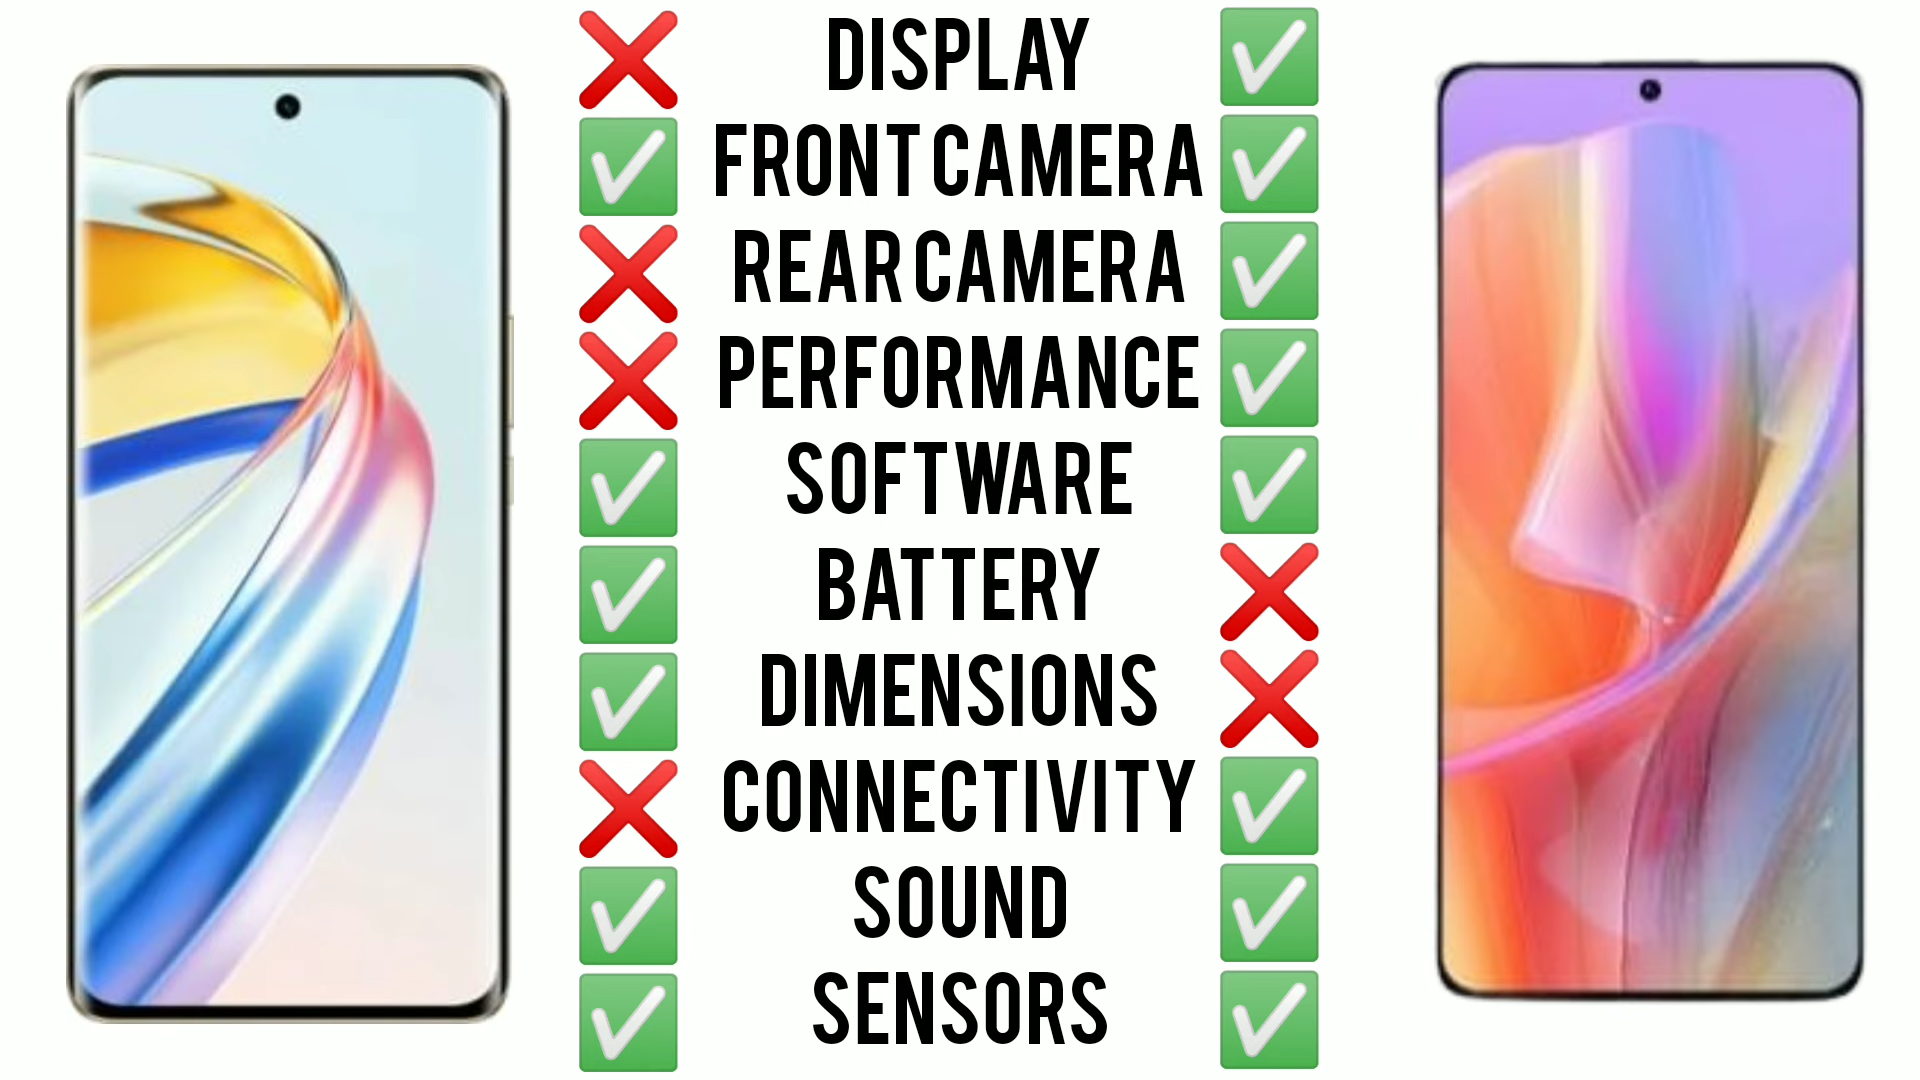 DISPLAY
FRONT CAMERA
REAR CAMERA
PERFORMANCE
SOFTWARE
BATTERY
DIMENSIONS
CONNECTIVITY
SOUND
SENSORS